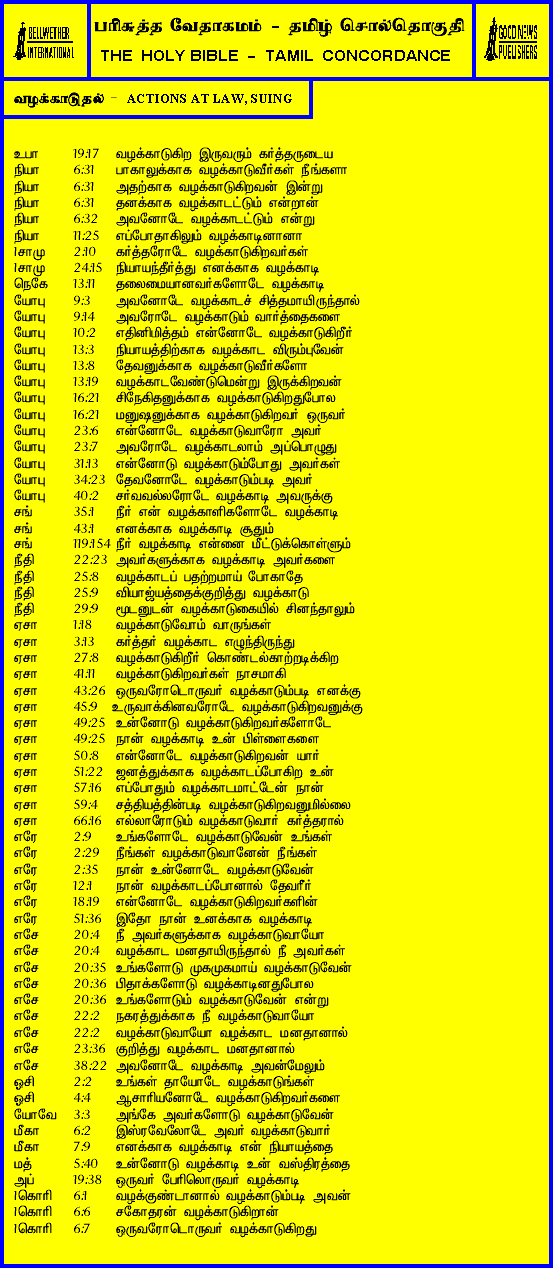 BELLWETHER
INTERNATIONAL
பரிசுத்த வேதாகமம் - தமிழ் சொல்தொகுதி
THE HOLY BIBLE - TAMIL CONCORDANCE
GOOD NEWS
PUBLISHERS
வழக்காடுதல் - ACTIONS AT LAW, SUING
உபா 19:17 வழக்காடுகிற இருவரும் கர்த்தருடைய
நியா 6:31 பாகாலுக்காக வழக்காடுவீர்கள் நீங்களா
நியா 6:31 அதற்காக வழக்காடுகிறவன் இன்று
நியா 6:31 தனக்காக வழக்காடட்டும் என்றான்
நியா 6:32 அவனோடே வழக்காடட்டும் என்று
நியா 11:25 எப்போதாகிலும் வழக்காடினானா
1சாமு 2:10 கர்த்தரோடே வழக்காடுகிறவர்கள்
1சாமு 24:15 நியாயந்தீர்த்து எனக்காக வழக்காடி
நெகே 13:11 தலைமையானவர்களோடே வழக்காடி
யோபு 9:3 அவனோடே வழக்காடச் சித்தமாயிருந்தால்
யோபு 9:14 அவரோடே வழக்காடும் வார்த்தைகளை
யோபு 10:2 எதினிமித்தம் என்னோடே வழக்காடுகிறீர்
யோபு 13:3 நியாயத்திற்காக வழக்காட விரும்புவேன்
யோபு 13:8 தேவனுக்காக வழக்காடுவீர்களோ
யோபு 13:19 வழக்காடவேண்டுமென்று இருக்கிறவன்
யோபு 16:21 சிநேகிதனுக்காக வழக்காடுகிறதுபோல
யோபு 16:21 மனுஷனுக்காக வழக்காடுகிறவர் ஒருவர்
யோபு 23:6 என்னோடே வழக்காடுவாரோ அவர்
யோபு 23:7 அவரோடே வழக்காடலாம் அப்பொழுது
யோபு 31:13 என்னோடு வழக்காடும்போது அவர்கள்
யோபு 34:23 தேவனோடே வழக்காடும்படி அவர்
யோபு 40:2 சர்வவல்லரோடே வழக்காடி அவருக்கு
சங் 35:1 நீர் என் வழக்காளிகளோடே வழக்காடி
சங் 43:1 எனக்காக வழக்காடி சூதும்
சங் 119:154 நீர் வழக்காடி என்னை மீட்டுக்கொள்ளும்
நீதி 22:23 அவர்களுக்காக வழக்காடி அவர்களை
நீதி 25:8 வழக்காடப் பதற்றமாய் போகாதே
நீதி 25:9 வியாஜ்யத்தைக்குறித்து வழக்காடு
நீதி 29:9 மூடனுடன் வழக்காடுகையில் சினந்தாலும்
ஏசா 1:18 வழக்காடுவோம் வாருங்கள்
ஏசா 3:13 கர்த்தர் வழக்காட எழுந்திருந்து
ஏசா 27:8 வழக்காடுகிறீர் கொண்டல்காற்றடிக்கிற
ஏசா 41:11 வழக்காடுகிறவர்கள் நாசமாகி
ஏசா 43:26 ஒருவரோடொருவர் வழக்காடும்படி எனக்கு
ஏசா 45:9 உருவாக்கினவரோடே வழக்காடுகிறவனுக்கு
ஏசா 49:25 உன்னோடு வழக்காடுகிறவர்களோடே
ஏசா 49:25 நான் வழக்காடி உன் பிள்ளைகளை
ஏசா 50:8 என்னோடே வழக்காடுகிறவன் யார்
ஏசா 51:22 ஜனத்துக்காக வழக்காடப்போகிற உன்
ஏசா 57:16 எப்போதும் வழக்காடமாட்டேன் நான்
ஏசா 59:4 சத்தியத்தின்படி வழக்காடுகிறவனுமில்லை
ஏசா 66:16 எல்லாரோடும் வழக்காடுவார் கர்த்தரால்
எரே 2:9 உங்களோடே வழக்காடுவேன் உங்கள்
எரே 2:29 நீங்கள் வழக்காடுவானேன் நீங்கள்
எரே 2:35 நான் உன்னோடே வழக்காடுவேன்
எரே 12:1 நான் வழக்காடப்போனால் தேவரீர்
எரே 18:19 என்னோடே வழக்காடுகிறவர்களின்
எரே 51:36 இதோ நான் உனக்காக வழக்காடி
எசே 20:4 நீ அவர்களுக்காக வழக்காடுவாயோ
எசே 20:4 வழக்காட மனதாயிருந்தால் நீ அவர்கள்
எசே 20:35 உங்களோடு முகமுகமாய் வழக்காடுவேன்
எசே 20:36 பிதாக்களோடு வழக்காடினதுபோல
எசே 20:36 உங்களோடும் வழக்காடுவேன் என்று
எசே 22:2 நகரத்துக்காக நீ வழக்காடுவாயோ
எசே 22:2 வழக்காடுவாயோ வழக்காட மனதானால்
எசே 23:36 குறித்து வழக்காட மனதானால்
எசே 38:22 அவனோடே வழக்காடி அவன்மேலும்
ஓசி 2:2 உங்கள் தாயோடே வழக்காடுங்கள்
ஓசி 4:4 ஆசாரியனோடே வழக்காடுகிறவர்களை
யோவே 3:3 அங்கே அவர்களோடு வழக்காடுவேன்
மீகா 6:2 இஸ்ரவேலோடே அவர் வழக்காடுவார்
மீகா 7:9 எனக்காக வழக்காடி என் நியாயத்தை
மத் 5:40 உன்னோடு வழக்காடி உன் வஸ்திரத்தை
அப் 19:38 ஒருவர் பேரிலொருவர் வழக்காடி
1கொரி 6:1 வழக்குண்டானால் வழக்காடும்படி அவன்
1கொரி 6:6 சகோதரன் வழக்காடுகிறான்
1கொரி 6:7 ஒருவரோடொருவர் வழக்காடுகிறது